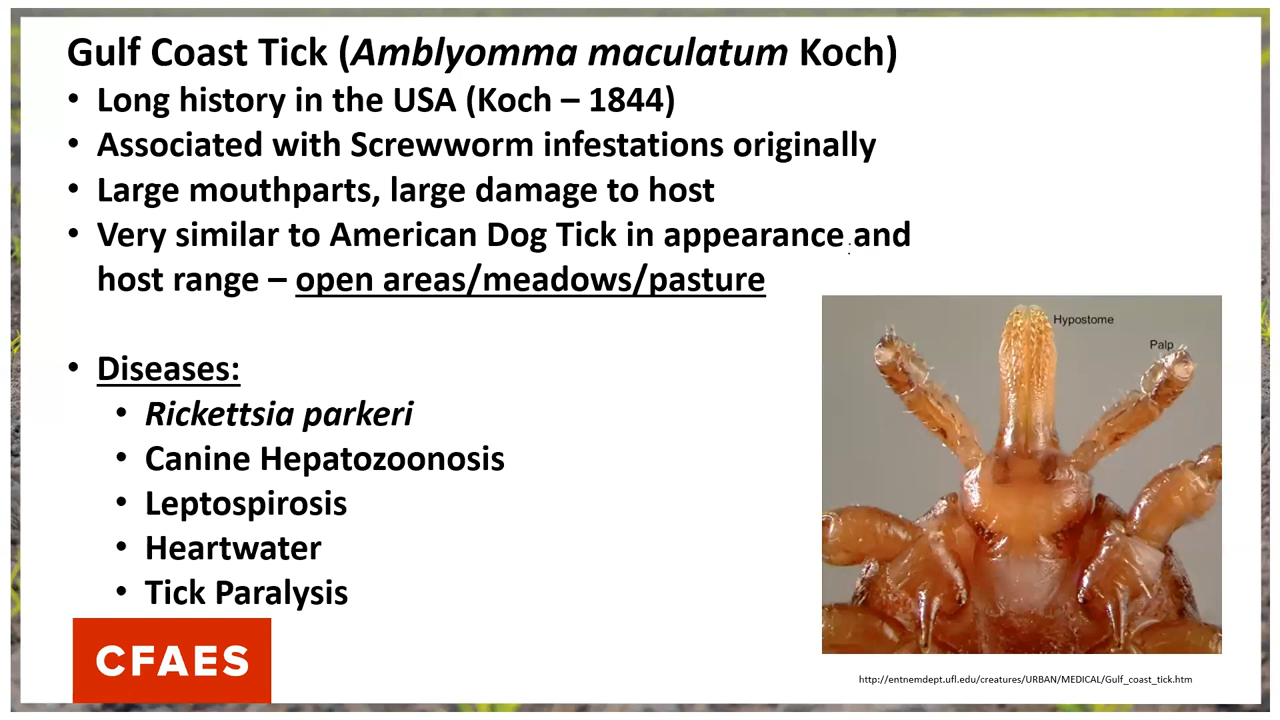 Gulf Coast Tick (Amblyomma maculatum Koch)
• Long history in the USA (Koch – 1844)
• Associated with Screwworm infestations originally
• Large mouthparts, large damage to host
• Very similar to American Dog Tick in appearance and
host range – open areas/meadows/pasture
• Diseases:
• Rickettsia parkeri
• Canine Hepatozoonosis
• Leptospirosis
• Heartwater
• Tick Paralysis
Hypostome
Palp
CFAES
http://entnemdept.ufl.edu/creatures/URBAN/MEDICAL/Gulf_coast_tick.htm